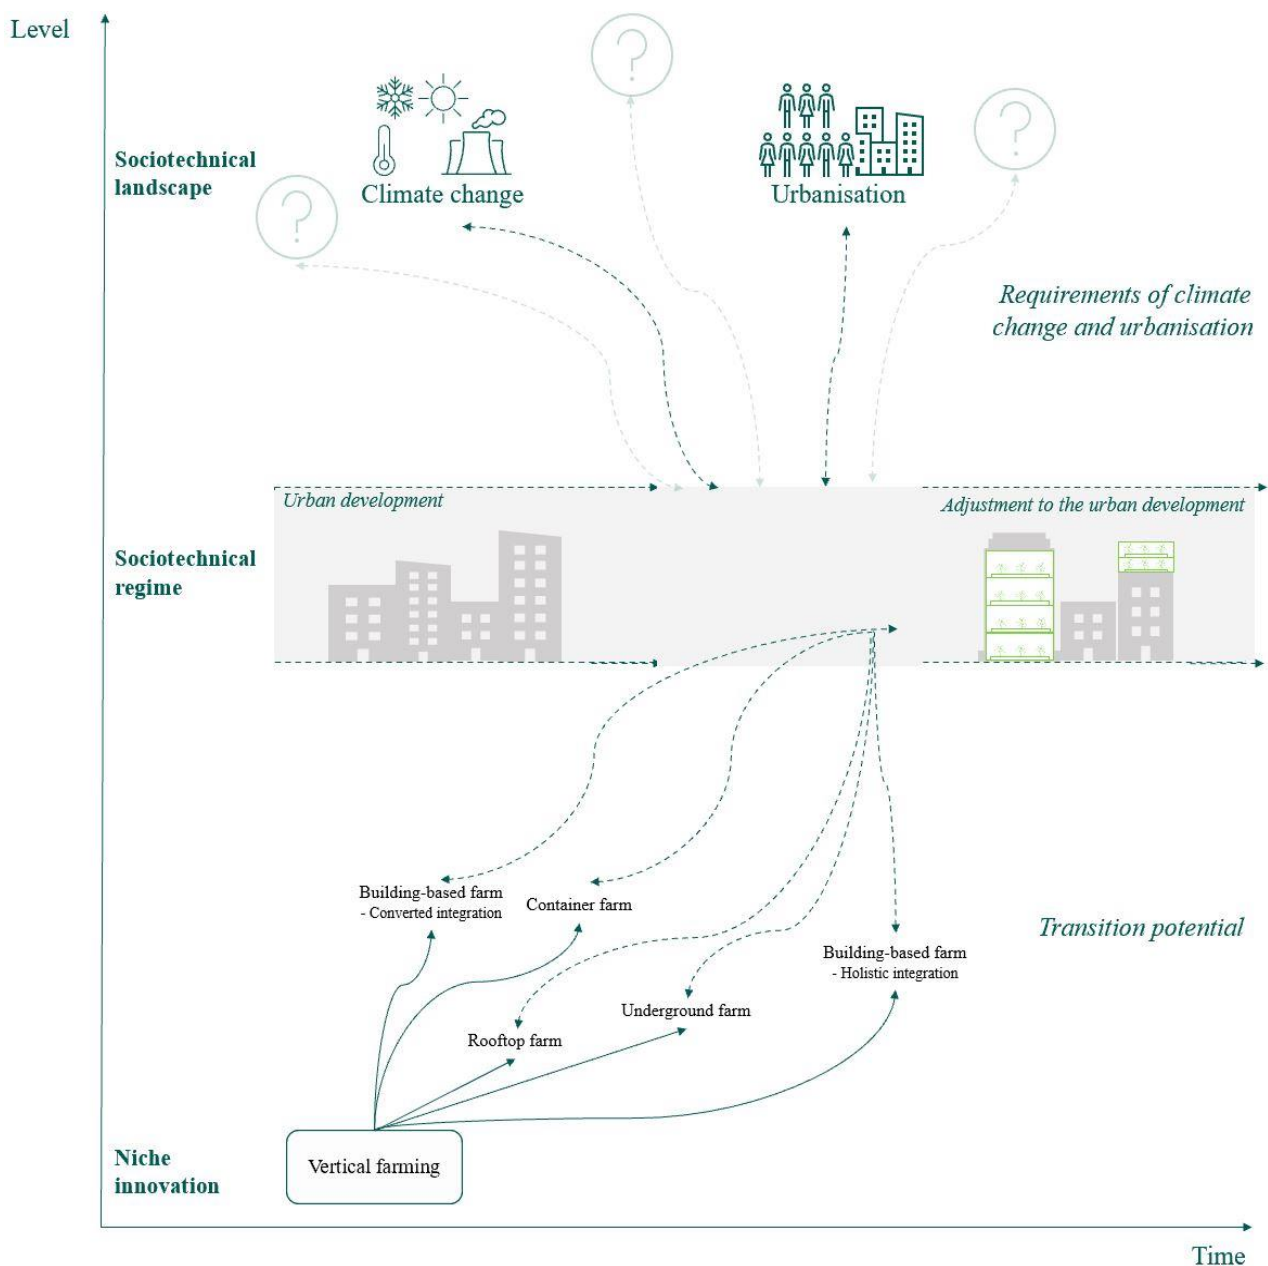 Level
?
?
Sociotechnical
landscape
?
Climate change
Urbanisation
Requirements of climate
change and urbanisation
Urban development
Adjustment to the urban development
Sociotechnical
regime
Building-based farm
- Converted integration
Container farm
Transition potential
Building-based farm
- Holistic integration
Underground farm
Rooftop farm
Niche
innovation
Vertical farming
Time